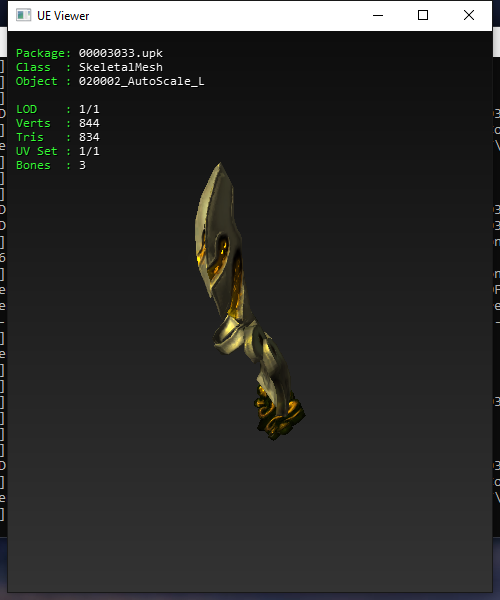 UE Viewer
Package: 00003033.upk
Class : SkeletalMesh
Object : 020002_AutoScale_L
LOD : 1/1
Verts : 844
Tris : 834
UV Set : 1/1
Bones : 3